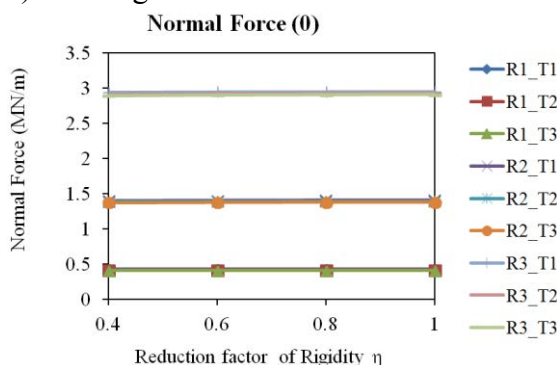 Normal Force (0)
Normal Force (MN/m)
3.5
3
2.5
2
1.5
1
0.5
0
0.4
0.6
0.8
1
Reduction factor of Rigidity η
R1_T1
R1_T2
R1_T3
R2_T1
R2_T2
R2_T3
R3_T1
R3_T2
R3_T3